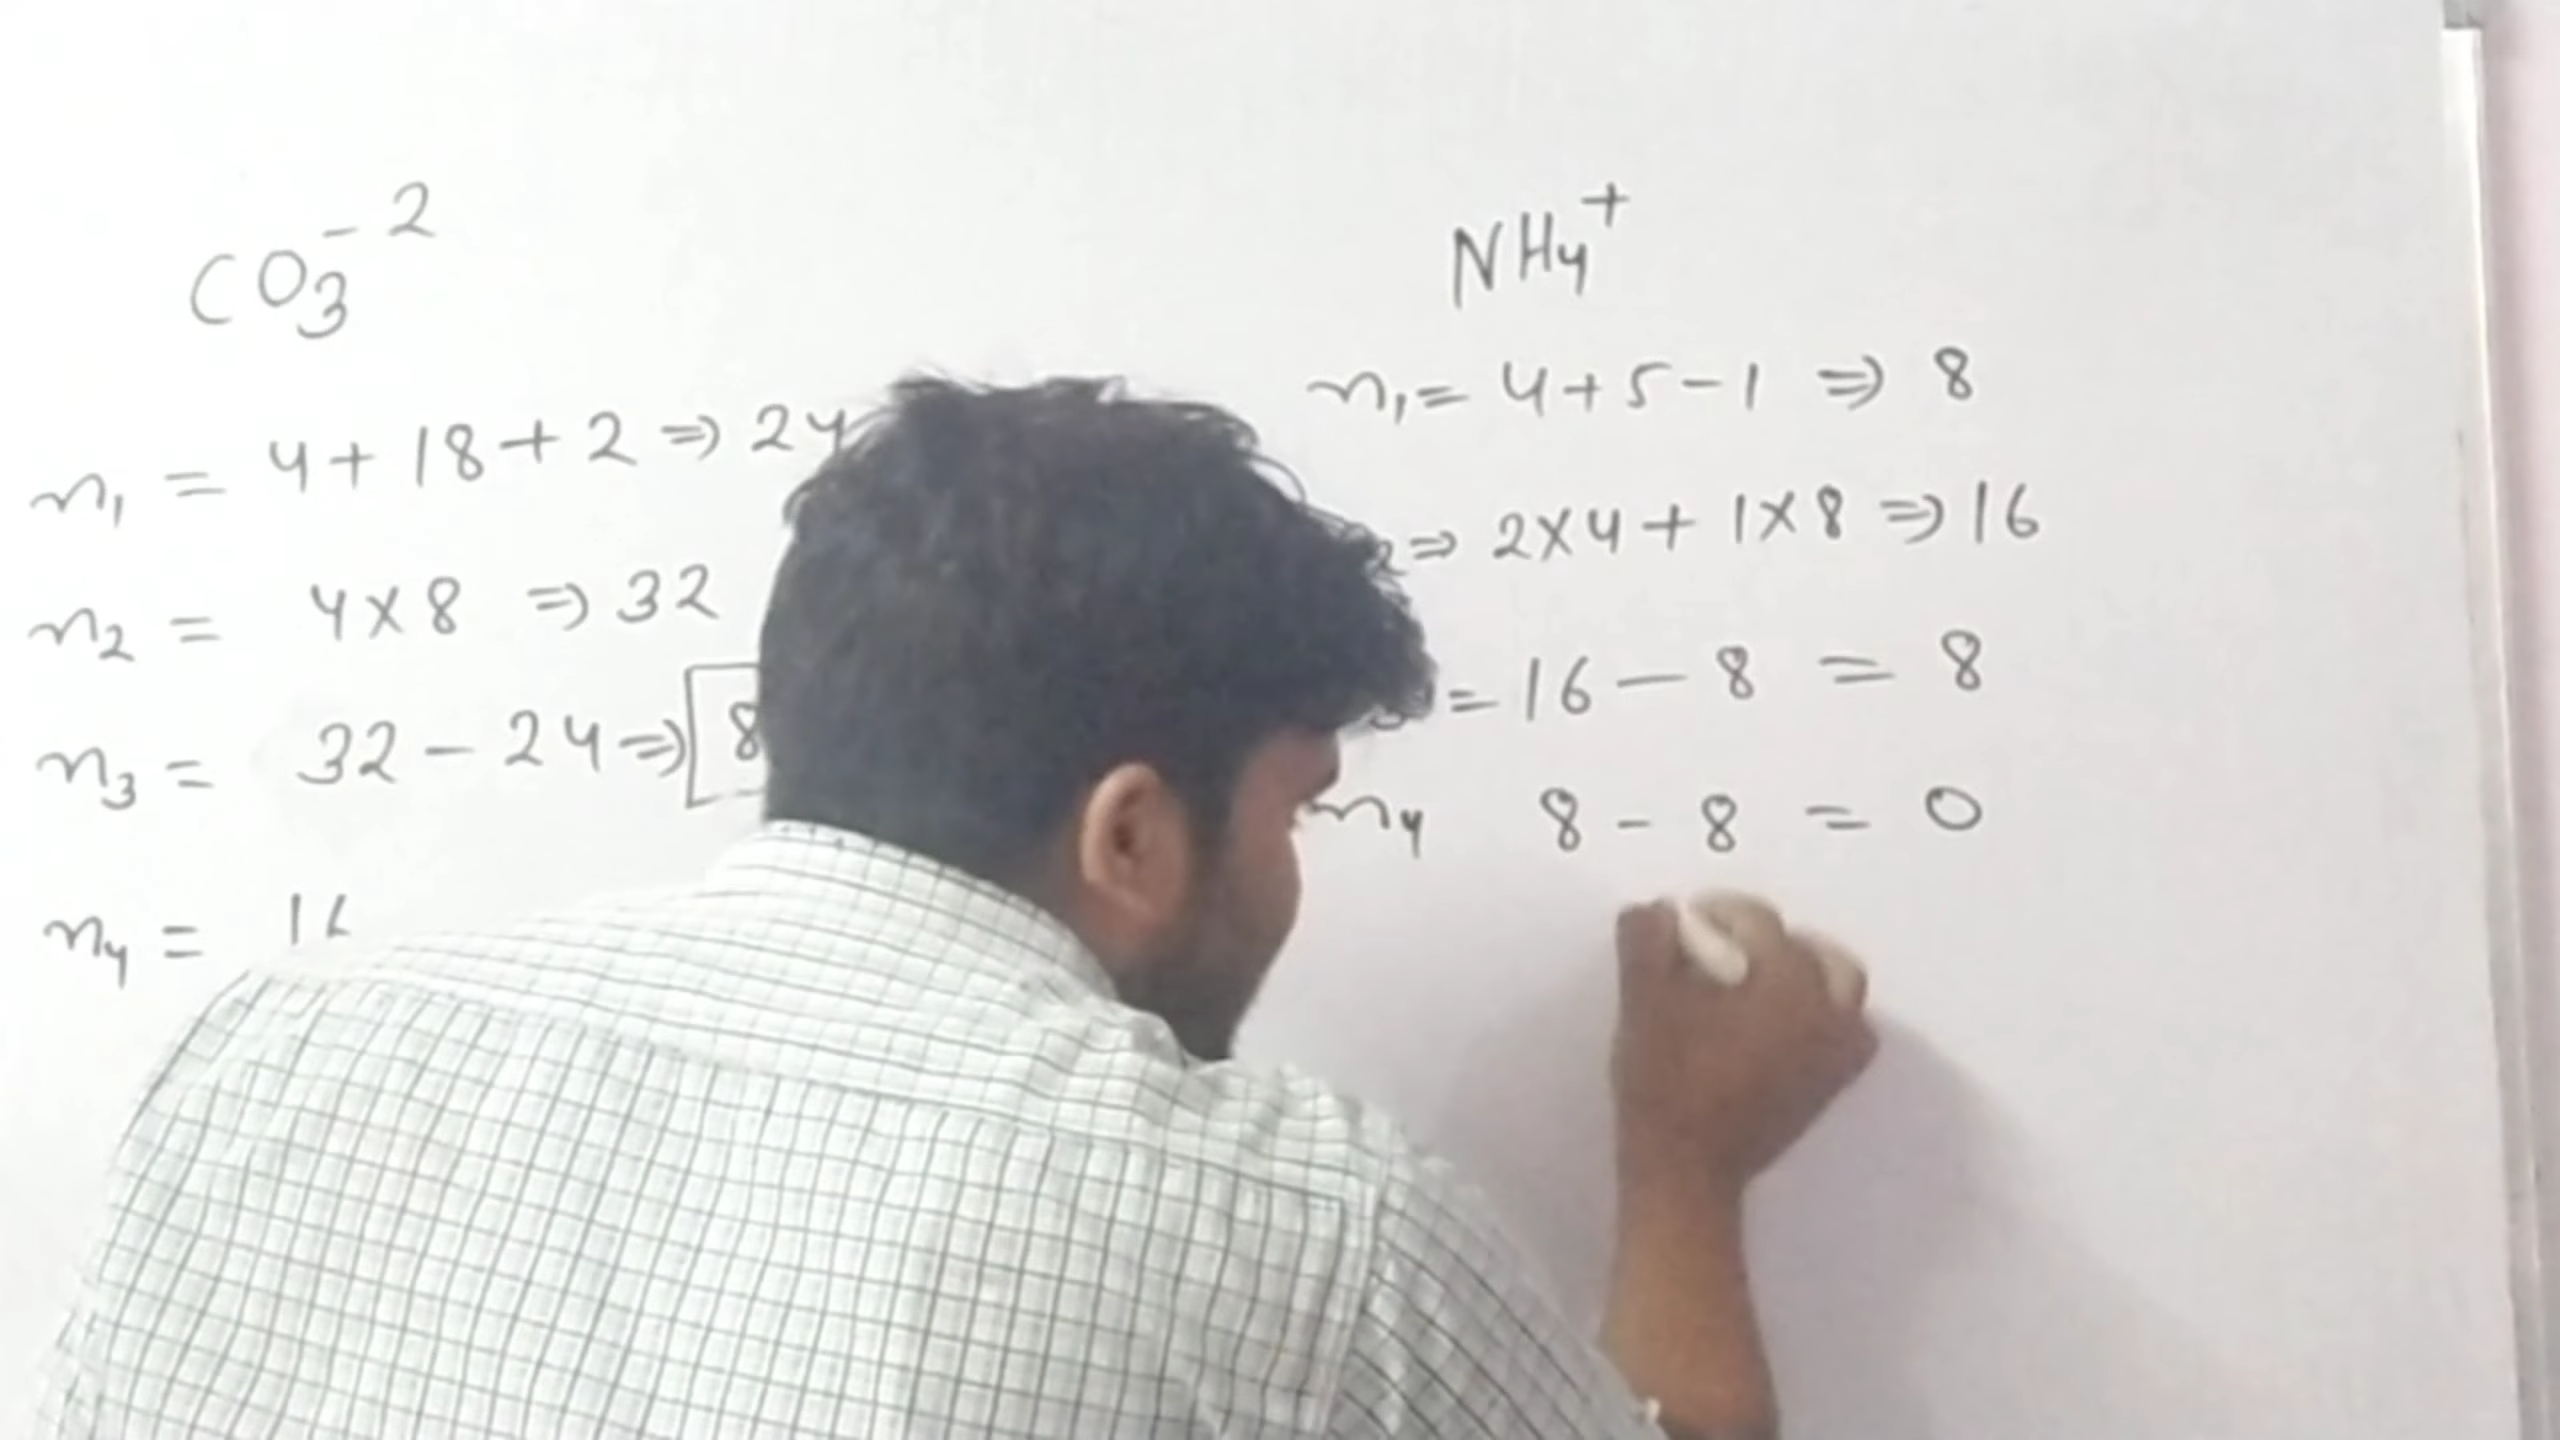 CO₃⁻²
n₁ = 4+18+2 ⇒ 24
n₂ = 4×8 ⇒ 32
n₃ = 32-24 ⇒ 8
n₄ =
NH₄⁺
n₁ = 4+5-1 ⇒ 8
₂ ⇒ 2×4+1×8 ⇒ 16
= 16-8 = 8
n₄ 8-8 = 0